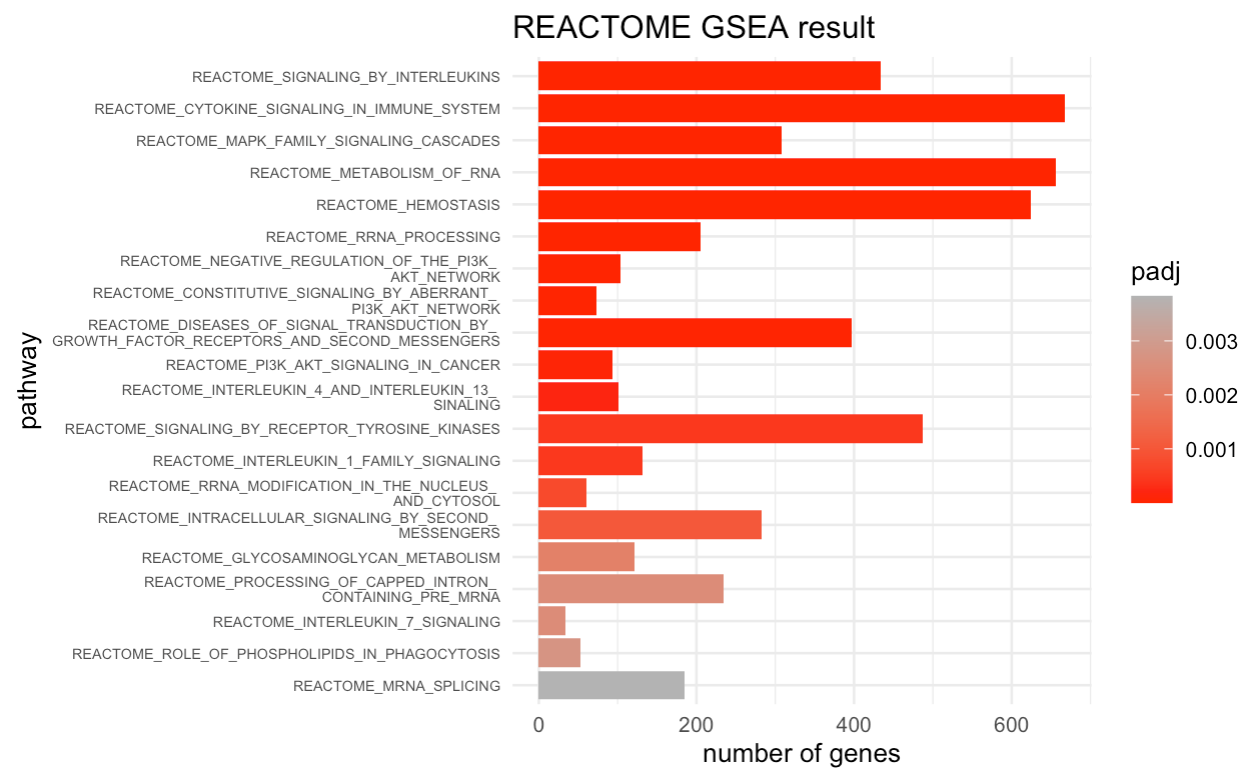 REACTOME GSEA result
REACTOME_SIGNALING_BY_INTERLEUKINS
REACTOME_CYTOKINE_SIGNALING_IN_IMMUNE_SYSTEM
REACTOME_MAPK_FAMILY_SIGNALING_CASCADES
REACTOME_METABOLISM_OF_RNA
REACTOME_HEMOSTASIS
REACTOME_RRNA_PROCESSING
REACTOME_NEGATIVE_REGULATION_OF_THE_PI3K_
AKT_NETWORK
REACTOME_CONSTITUTIVE_SIGNALING_BY_ABERRANT_
PI3K_AKT_NETWORK
REACTOME_DISEASES_OF_SIGNAL_TRANSDUCTION_BY_
GROWTH_FACTOR_RECEPTORS_AND_SECOND_MESSENGERS
REACTOME_PI3K_AKT_SIGNALING_IN_CANCER
REACTOME_INTERLEUKIN_4_AND_INTERLEUKIN_13_
SINALING
REACTOME_SIGNALING_BY_RECEPTOR_TYROSINE_KINASES
REACTOME_INTERLEUKIN_1_FAMILY_SIGNALING
REACTOME_RRNA_MODIFICATION_IN_THE_NUCLEUS_
AND_CYTOSOL
REACTOME_INTRACELLULAR_SIGNALING_BY_SECOND_
MESSENGERS
REACTOME_GLYCOSAMINOGLYCAN_METABOLISM
REACTOME_PROCESSING_OF_CAPPED_INTRON_
CONTAINING_PRE_MRNA
REACTOME_INTERLEUKIN_7_SIGNALING
REACTOME_ROLE_OF_PHOSPHOLIPIDS_IN_PHAGOCYTOSIS
REACTOME_MRNA_SPLICING
pathway
0 200 400 600
number of genes
padj
0.003
0.002
0.001